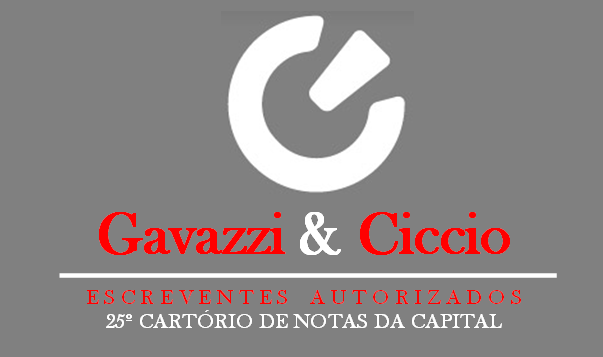 Gavazzi & Ciccio
ESCREVENTES AUTORIZADOS
25º CARTÓRIO DE NOTAS DA CAPITAL